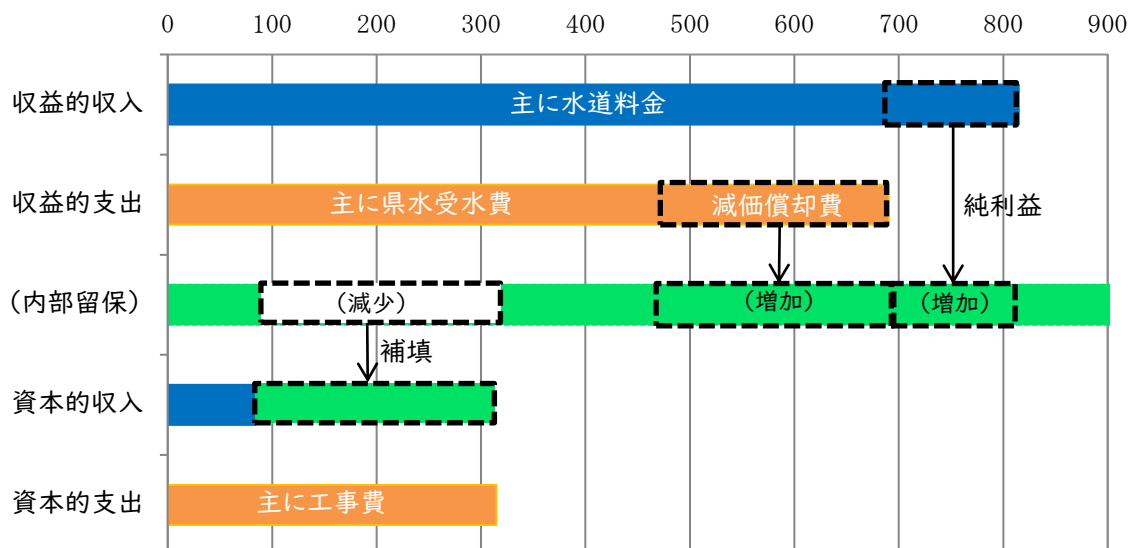 0 100 200 300 400 500 600 700 800 900
収益的収入
主に水道料金
収益的支出
主に県水受水費
減価償却費
純利益
(内部留保)
(減少)
(増加)
(増加)
補填
資本的収入
資本的支出
主に工事費